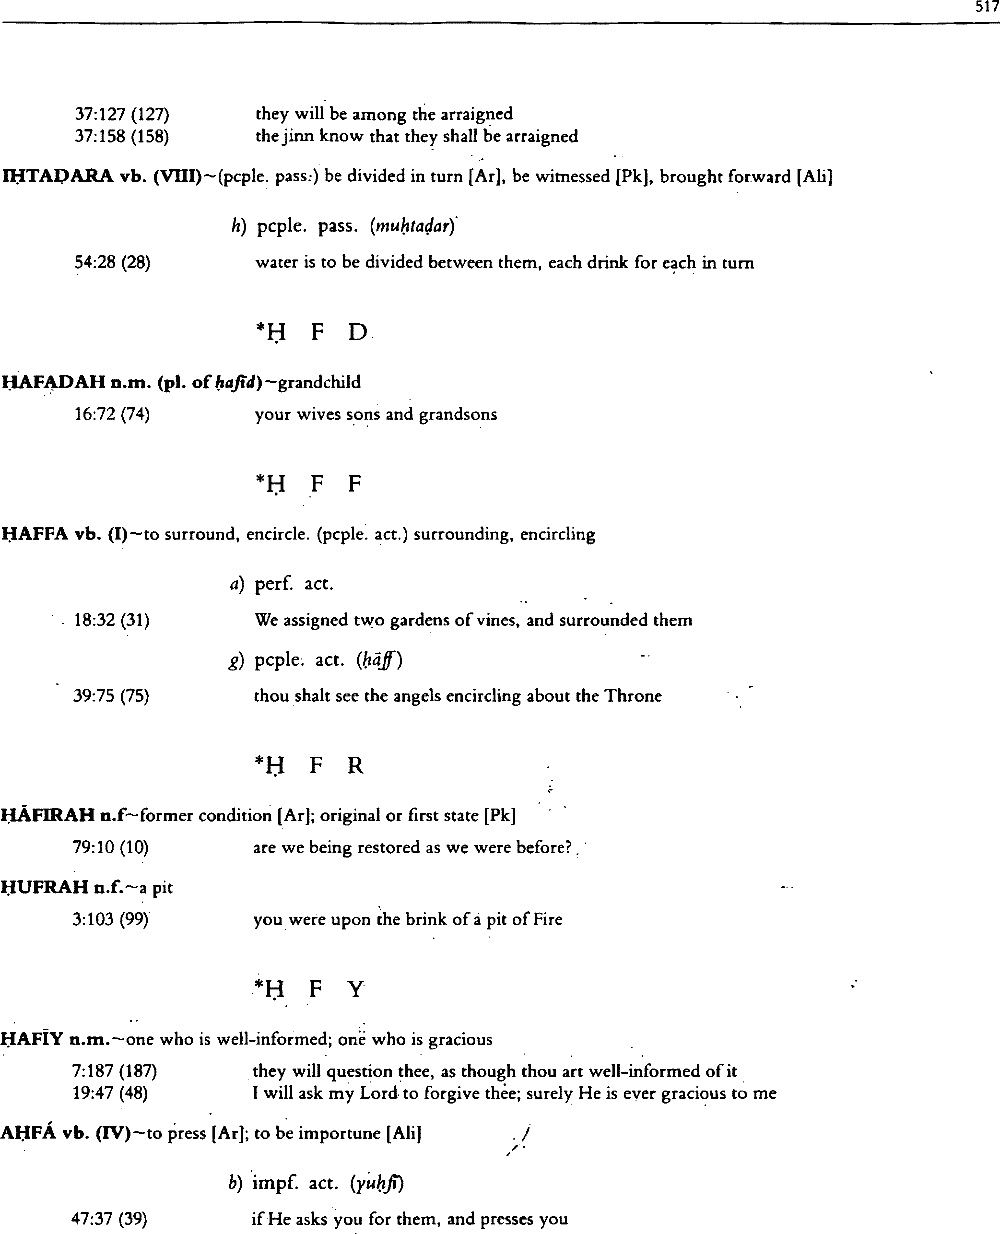 517
37:127 (127) they will be among the arraigned
37:158 (158) the jinn know that they shall be arraigned
IḤTAḌARA vb. (VIII)~(pcple. pass.) be divided in turn [Ar], be witnessed [Pk], brought forward [Ali]
h) pcple. pass. (muḥtaḍar)
54:28 (28) water is to be divided between them, each drink for each in turn
*Ḥ F D
ḤAFADAH n.m. (pl. of ḥafīd)~grandchild
16:72 (74) your wives sons and grandsons
*Ḥ F F
ḤAFFA vb. (I)~to surround, encircle. (pcple. act.) surrounding, encircling
a) perf. act.
18:32 (31) We assigned two gardens of vines, and surrounded them
g) pcple. act. (ḥāff)
39:75 (75) thou shalt see the angels encircling about the Throne
*Ḥ F R
ḤĀFIRAH n.f~former condition [Ar]; original or first state [Pk]
79:10 (10) are we being restored as we were before?
ḤUFRAH n.f.~a pit
3:103 (99) you were upon the brink of a pit of Fire
*Ḥ F Y
ḤAFĪY n.m.~one who is well-informed; one who is gracious
7:187 (187) they will question thee, as though thou art well-informed of it
19:47 (48) I will ask my Lord to forgive thee; surely He is ever gracious to me
AḤFÁ vb. (IV)~to press [Ar]; to be importune [Ali]
b) impf. act. (yuḥfī)
47:37 (39) if He asks you for them, and presses you